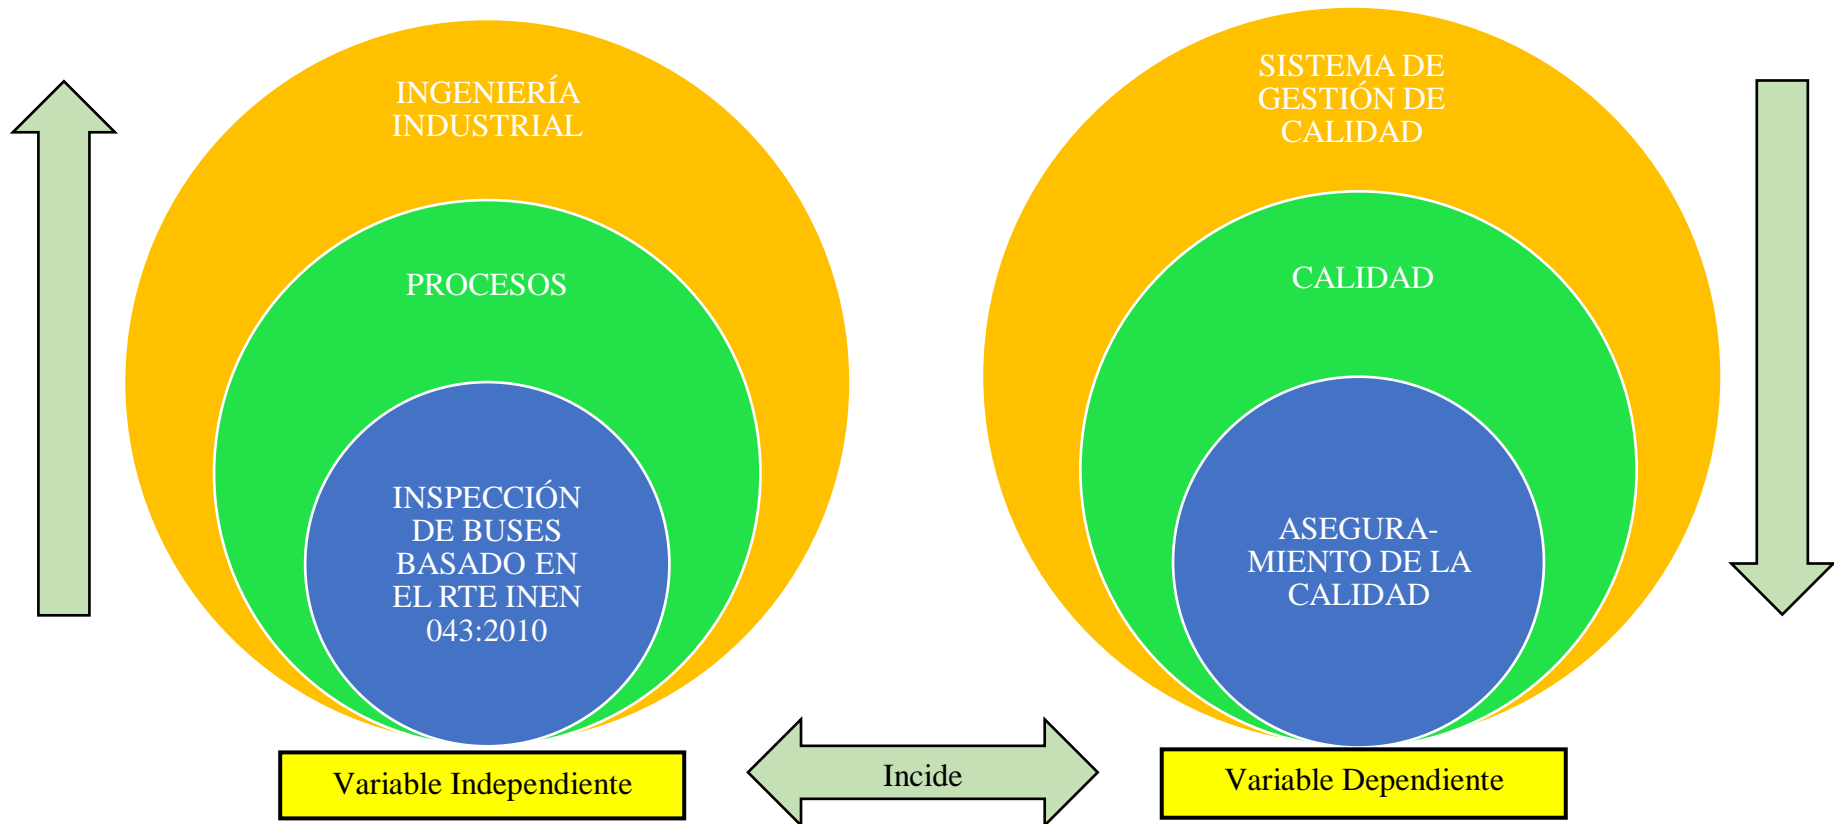 INGENIERÍA
INDUSTRIAL
PROCESOS
INSPECCIÓN
DE BUSES
BASADO EN
EL RTE INEN
043:2010
Variable Independiente
Incide
SISTEMA DE
GESTIÓN DE
CALIDAD
CALIDAD
ASEGURA-
MIENTO DE LA
CALIDAD
Variable Dependiente